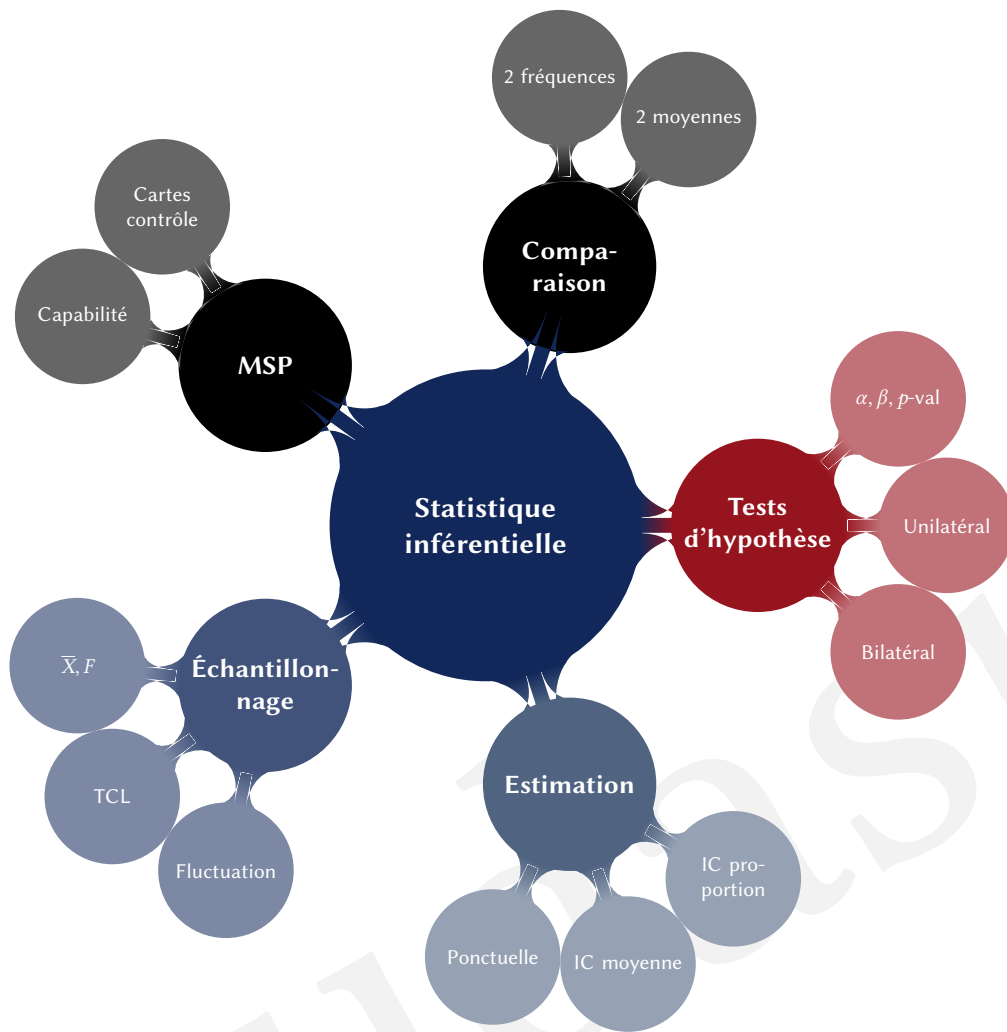 2 fréquences
2 moyennes
Compa-
raison
Cartes
contrôle
Capabilité
MSP
α, β, p-val
Tests
d'hypothèse
Unilatéral
Bilatéral
Statistique
inférentielle
X̅, F
Échantillon-
nage
TCL
Fluctuation
Estimation
IC pro-
portion
Ponctuelle
IC moyenne